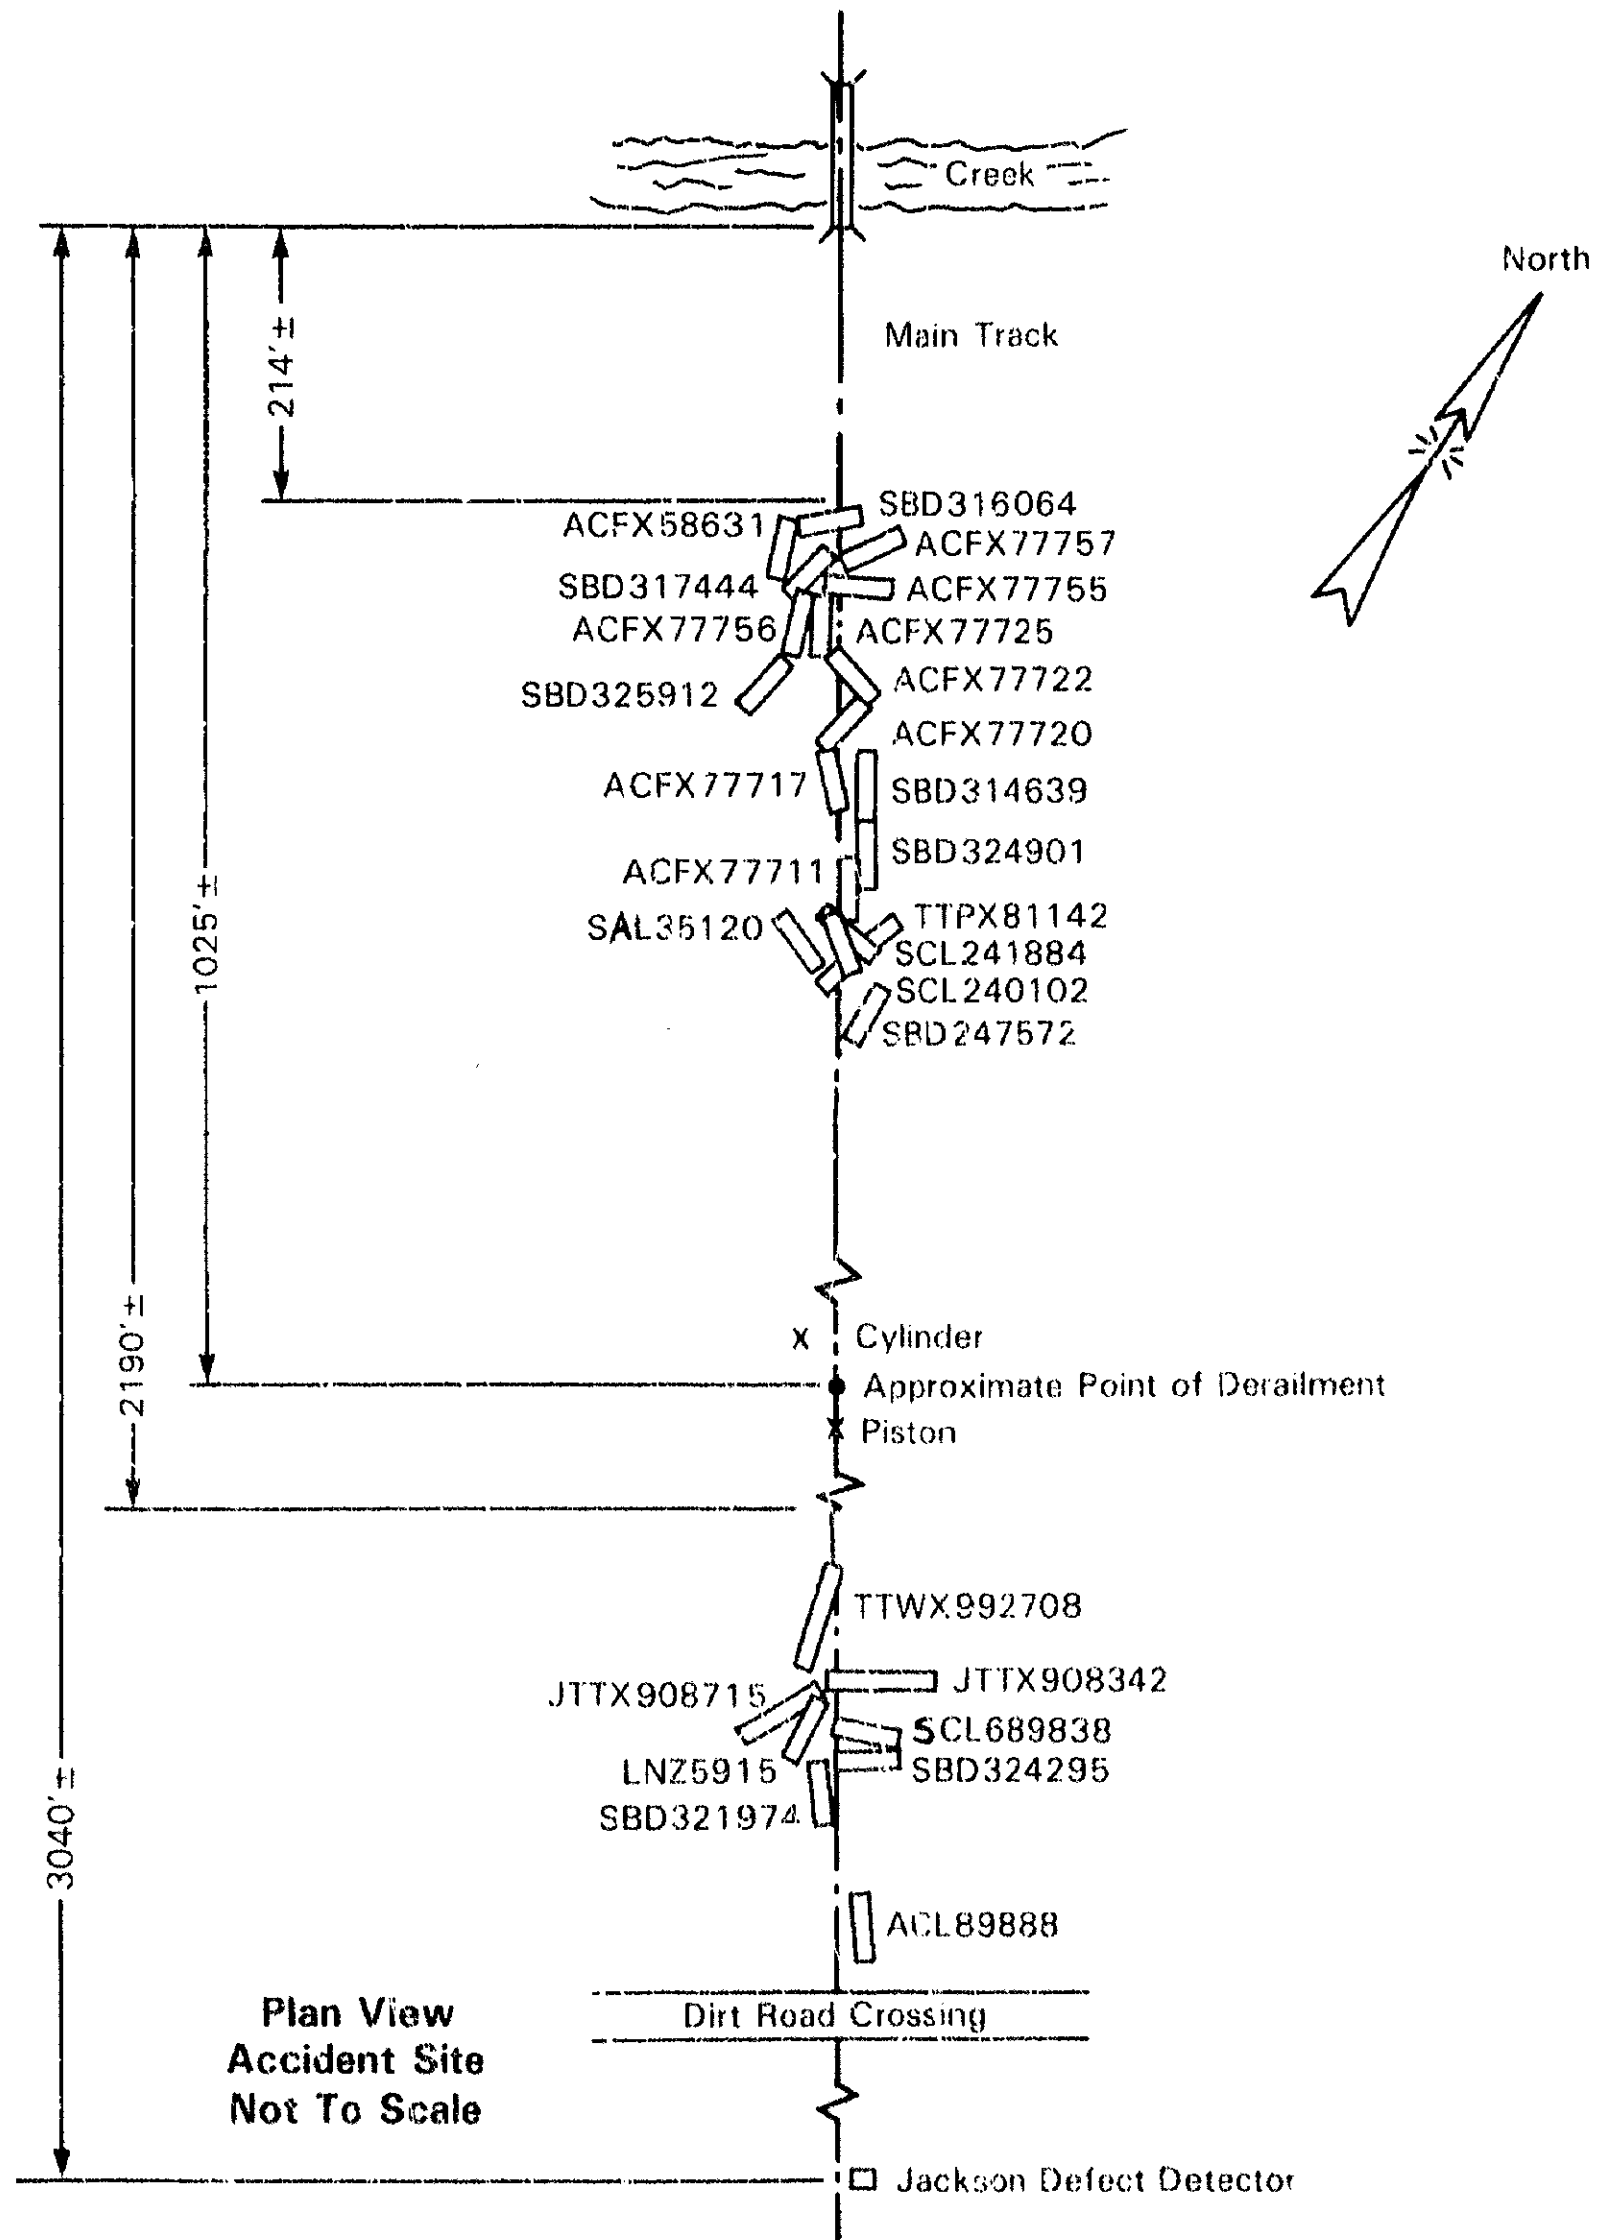 Creek
North
Main Track
214'±
SBD316064
ACFX58631
ACFX77757
SBD317444
ACFX77755
ACFX77756
ACFX77725
SBD325912
ACFX77722
ACFX77720
ACFX77717
SBD314639
SBD324901
ACFX77711
TTPX81142
SAL35120
SCL241884
SCL240102
SBD247572
1025'±
X Cylinder
2190'±
Approximate Point of Derailment
X Piston
TTWX992708
JTTX908342
JTTX908715
SCL689838
LNZ5915
SBD324295
SBD321974
3040'±
ACL89888
Plan View
Accident Site
Not To Scale
Dirt Road Crossing
Jackson Defect Detector